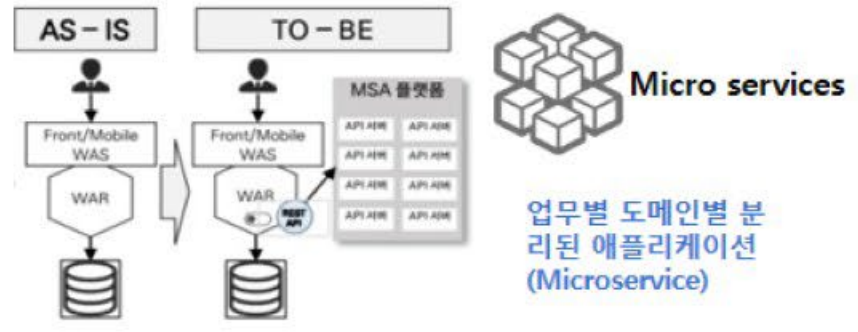 AS – IS
TO – BE
Front/Mobile
WAS
WAR
Front/Mobile
WAS
WAR
REST
API
MSA 플랫폼
API 서버 API 서버
API 서버 API 서버
API 서버 API 서버
API 서버 API 서버
Micro services
업무별 도메인별 분
리된 애플리케이션
(Microservice)